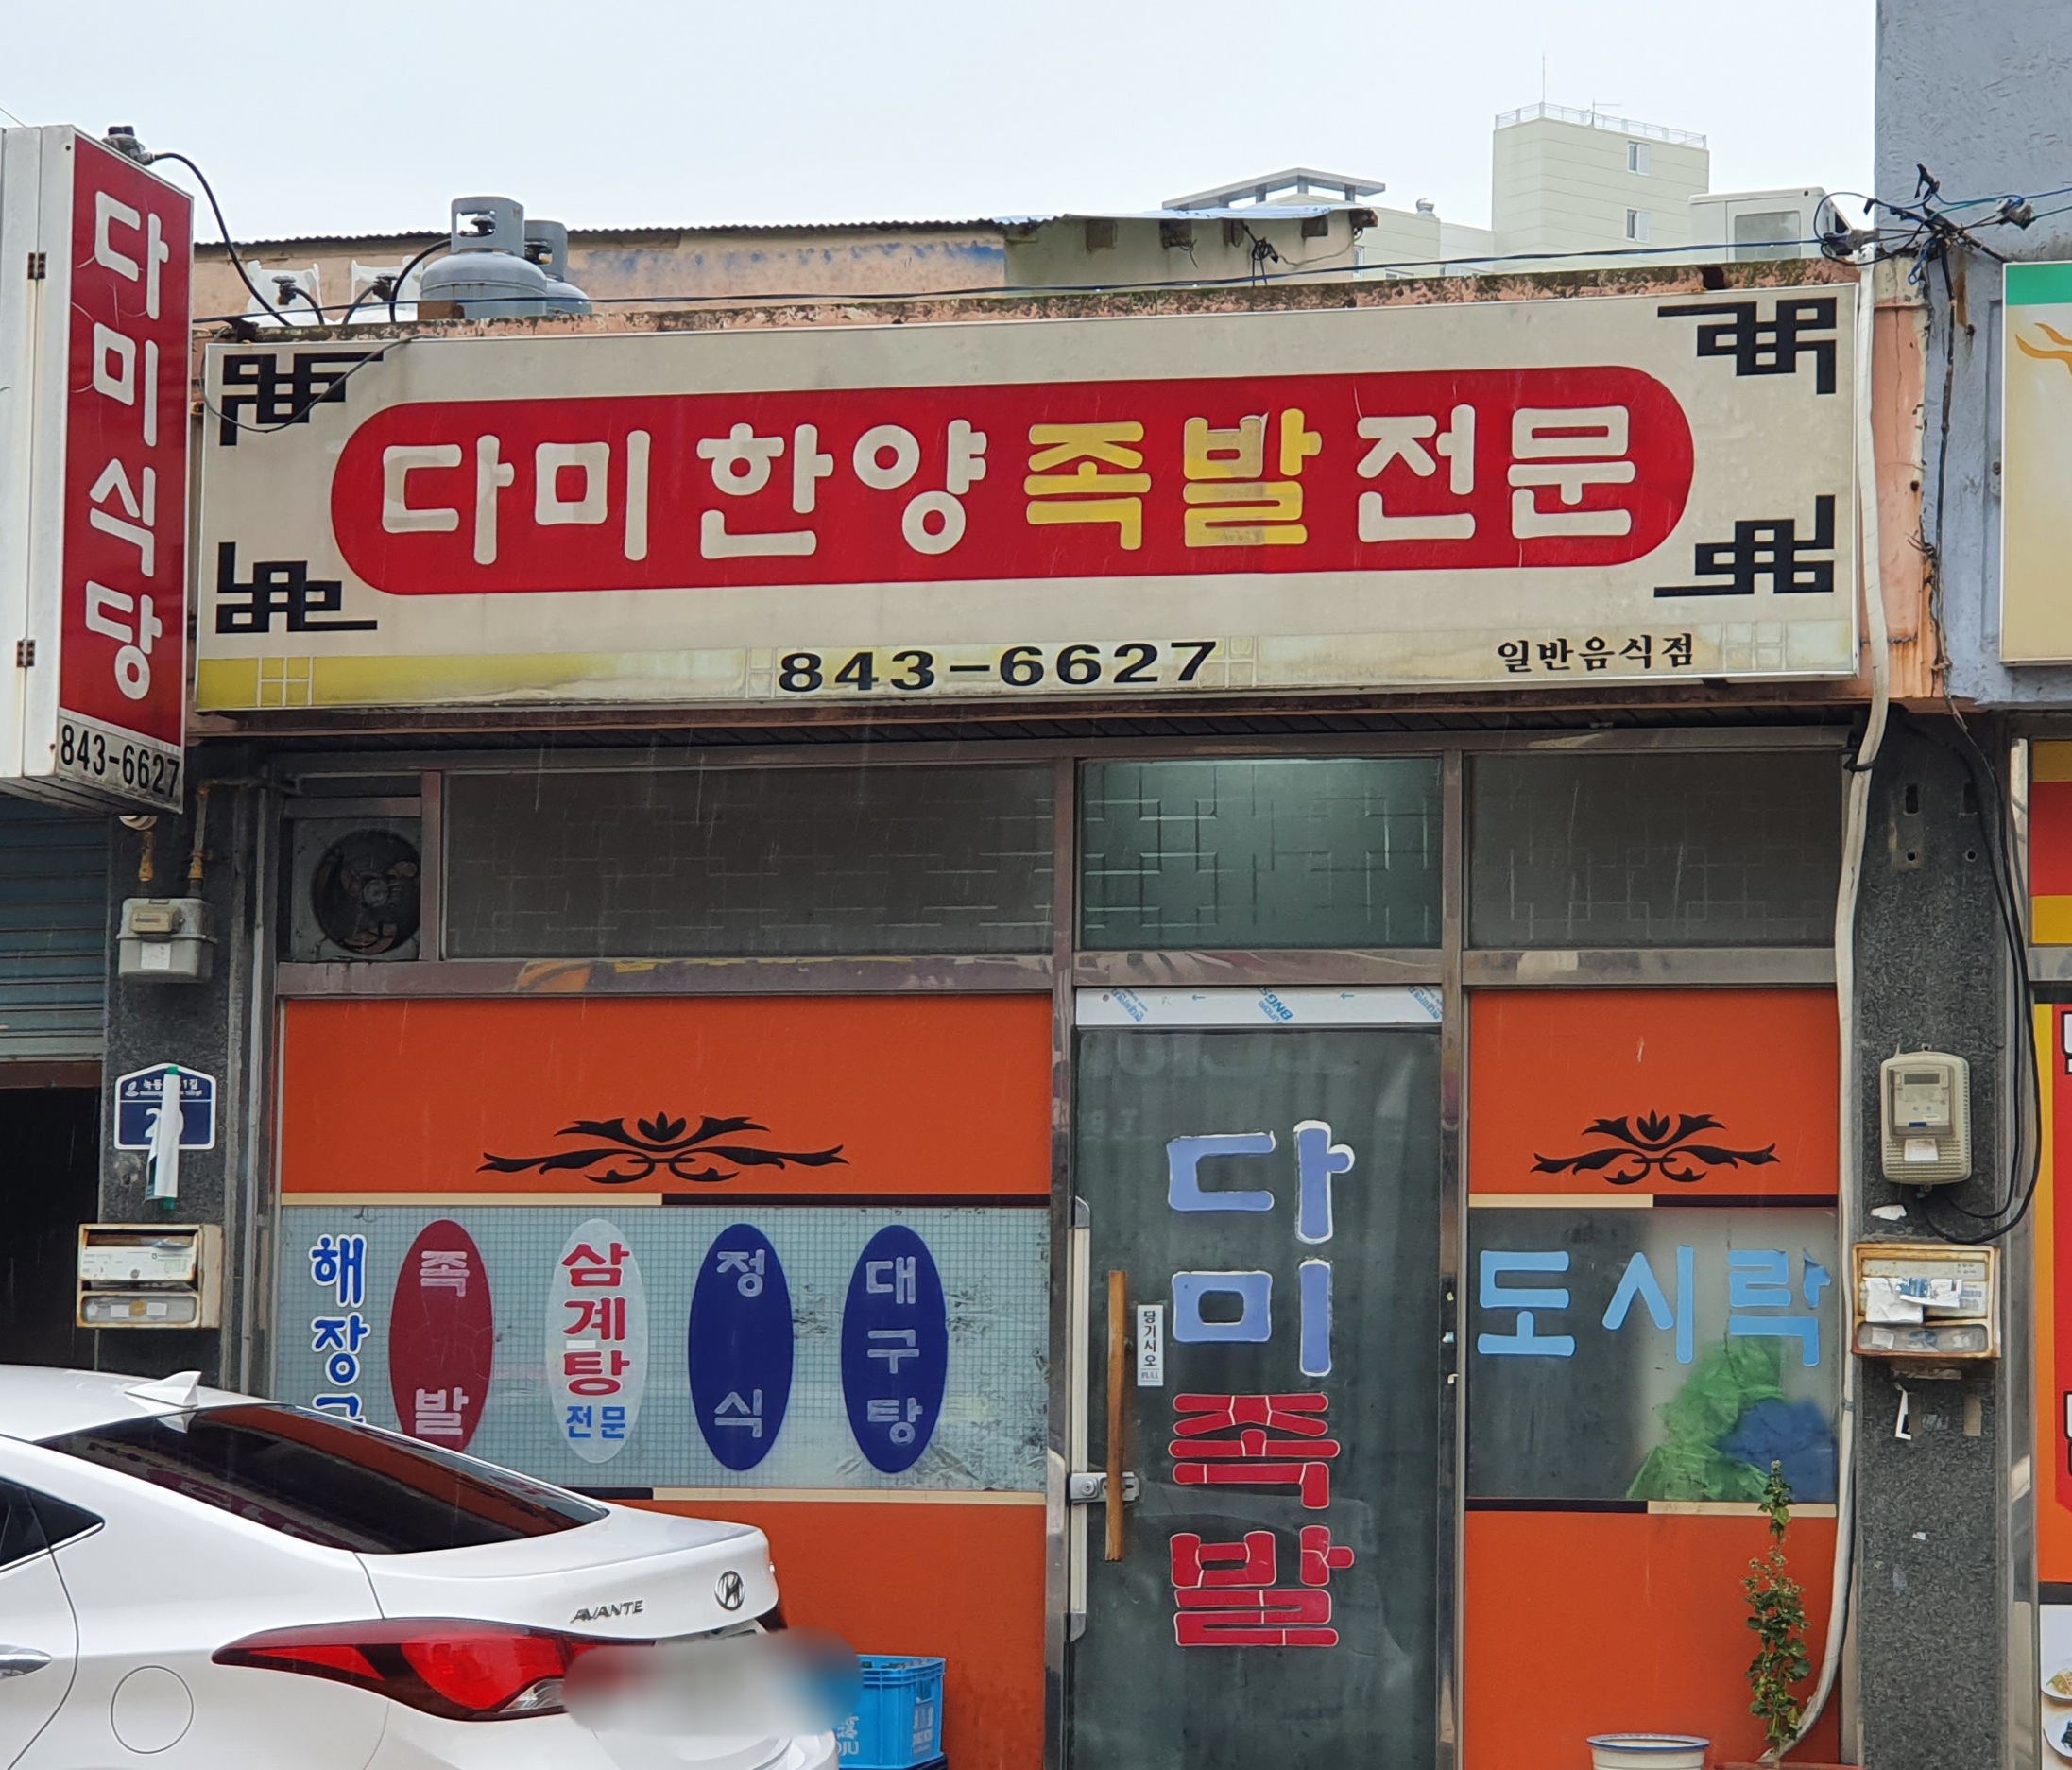 다미식당
843-6627
다미한양족발전문
843-6627
일반음식점
해장국
족발
삼계탕
전문
정식
대구탕
다미
족발
당기시오
PULL
도시락
AVANTE